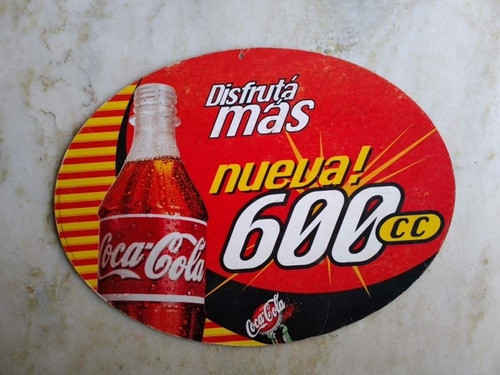 Disfrutá
más
nueva!
600 CC
Coca-Cola
Coca-Cola